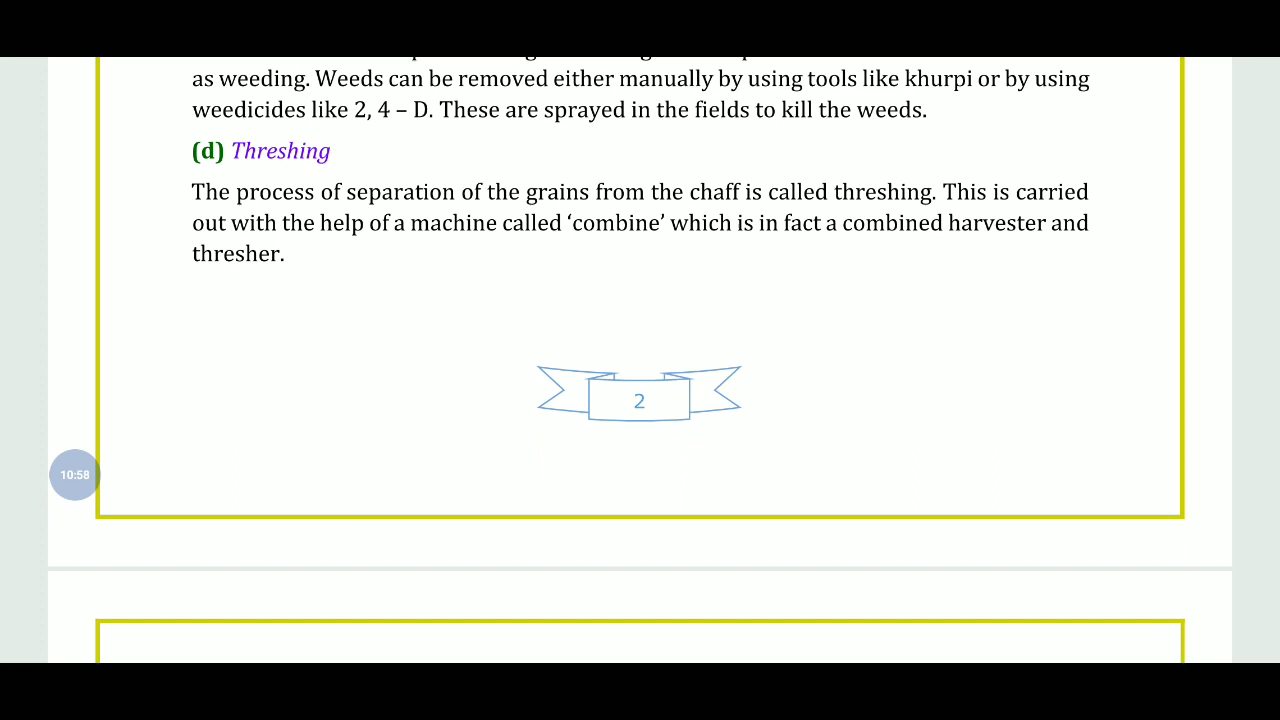 as weeding. Weeds can be removed either manually by using tools like khurpi or by using
weedicides like 2, 4 – D. These are sprayed in the fields to kill the weeds.
(d) Threshing
The process of separation of the grains from the chaff is called threshing. This is carried
out with the help of a machine called ‘combine’ which is in fact a combined harvester and
thresher.
2
10:58